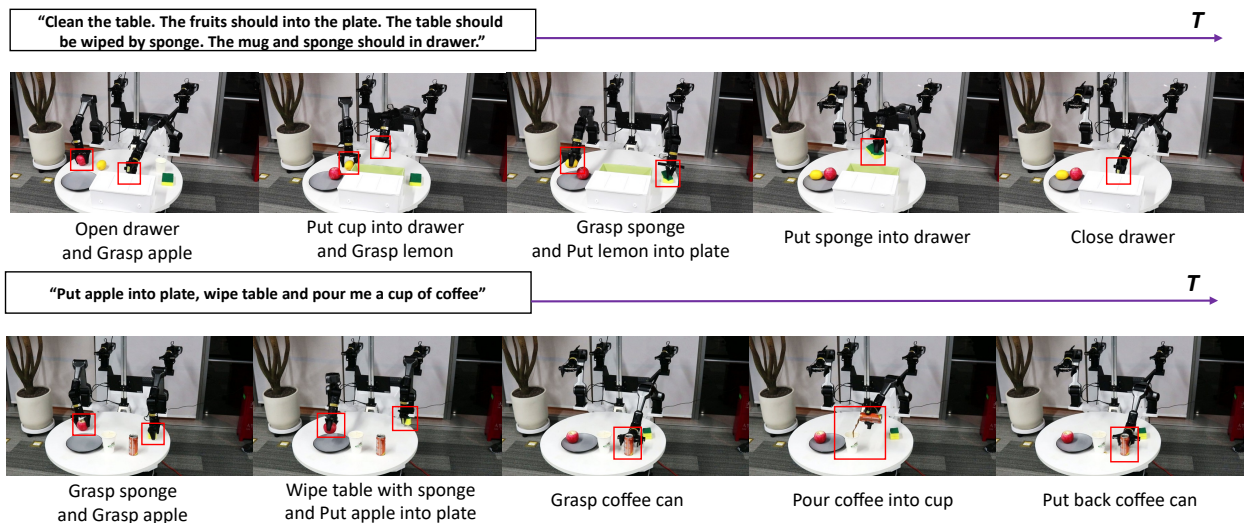 “Clean the table. The fruits should into the plate. The table should
be wiped by sponge. The mug and sponge should in drawer.”
T
Open drawer
and Grasp apple
Put cup into drawer
and Grasp lemon
Grasp sponge
and Put lemon into plate
Put sponge into drawer
Close drawer
“Put apple into plate, wipe table and pour me a cup of coffee”
T
Grasp sponge
and Grasp apple
Wipe table with sponge
and Put apple into plate
Grasp coffee can
Pour coffee into cup
Put back coffee can